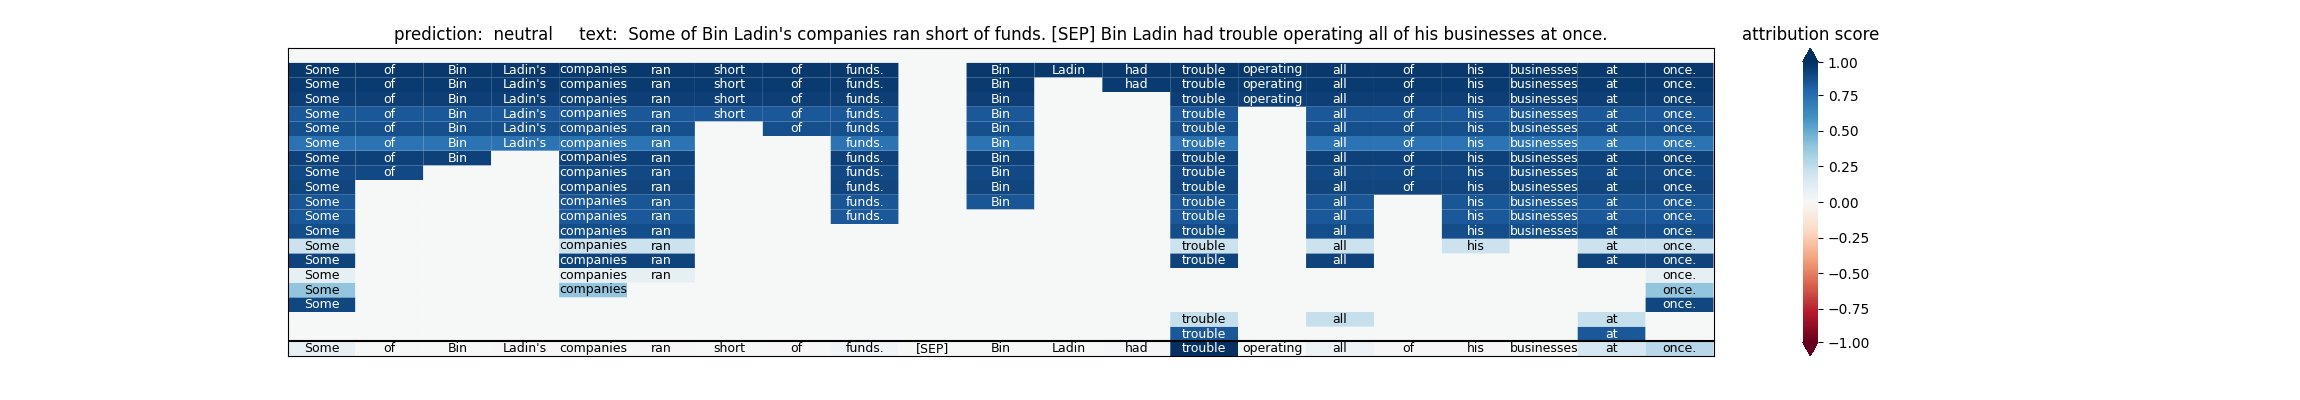 prediction:  neutral     text:  Some of Bin Ladin's companies ran short of funds. [SEP] Bin Ladin had trouble operating all of his businesses at once.
attribution score
Some of Bin Ladin's companies ran short of funds. Bin Ladin had trouble operating all of his businesses at once.
Some of Bin Ladin's companies ran short of funds. Bin had trouble operating all of his businesses at once.
Some of Bin Ladin's companies ran short of funds. Bin trouble operating all of his businesses at once.
Some of Bin Ladin's companies ran short of funds. Bin trouble all of his businesses at once.
Some of Bin Ladin's companies ran of funds. Bin trouble all of his businesses at once.
Some of Bin Ladin's companies ran funds. Bin trouble all of his businesses at once.
Some of Bin companies ran funds. Bin trouble all of his businesses at once.
Some of companies ran funds. Bin trouble all of his businesses at once.
Some companies ran funds. Bin trouble all of his businesses at once.
Some companies ran funds. Bin trouble all his businesses at once.
Some companies ran funds. trouble all his businesses at once.
Some companies ran trouble all his businesses at once.
Some companies ran trouble all his at once.
Some companies ran trouble all at once.
Some companies ran once.
Some companies once.
Some once.
trouble all at
trouble at
Some of Bin Ladin's companies ran short of funds. [SEP] Bin Ladin had trouble operating all of his businesses at once.
1.00
0.75
0.50
0.25
0.00
−0.25
−0.50
−0.75
−1.00